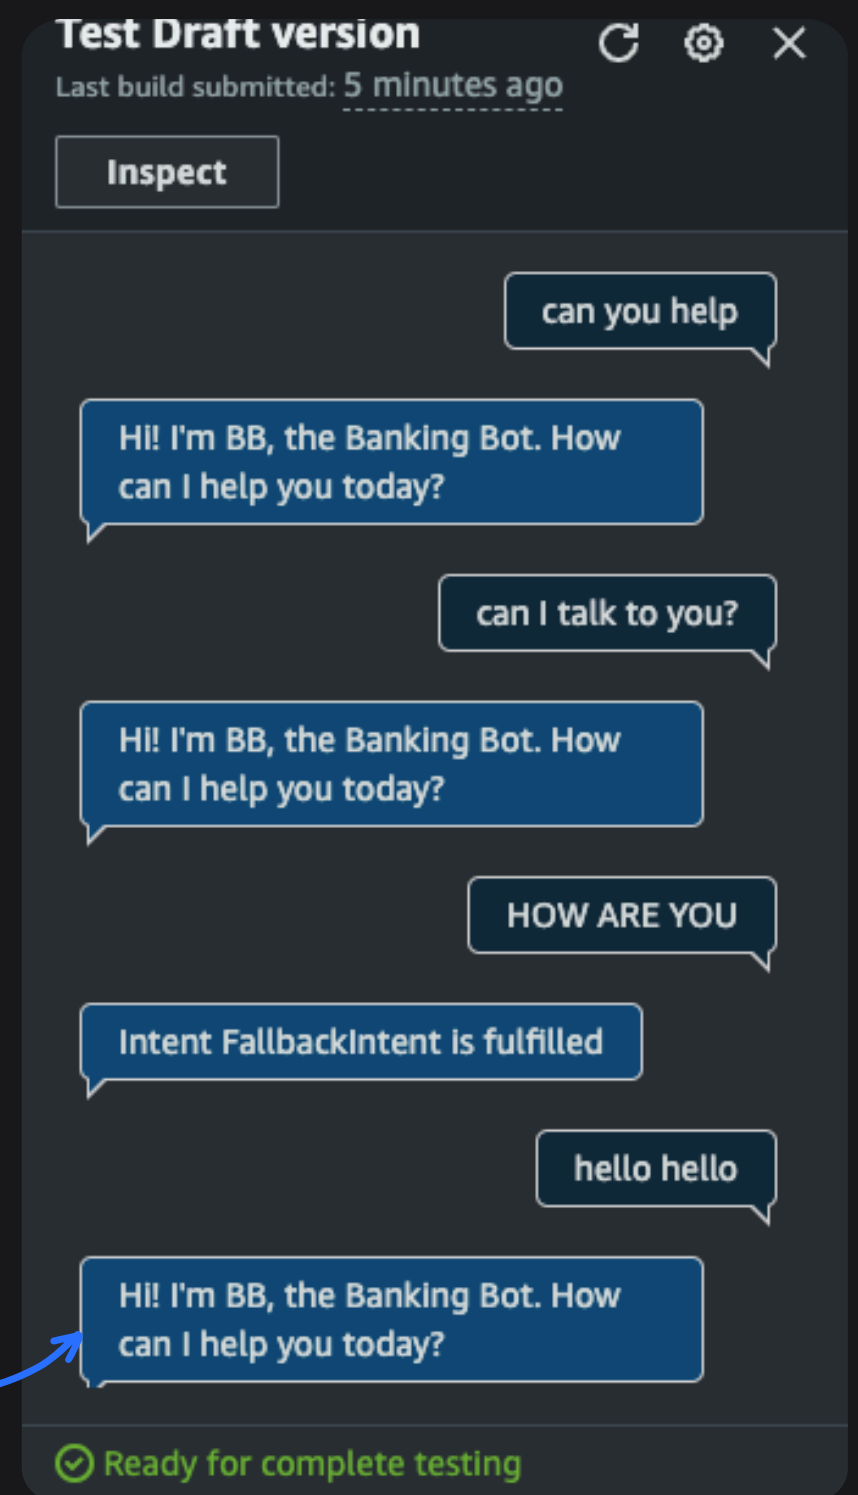 Test Draft version
Last build submitted: 5 minutes ago
Inspect
can you help
Hi! I'm BB, the Banking Bot. How
can I help you today?
can I talk to you?
Hi! I'm BB, the Banking Bot. How
can I help you today?
HOW ARE YOU
Intent FallbackIntent is fulfilled
hello hello
Hi! I'm BB, the Banking Bot. How
can I help you today?
Ready for complete testing